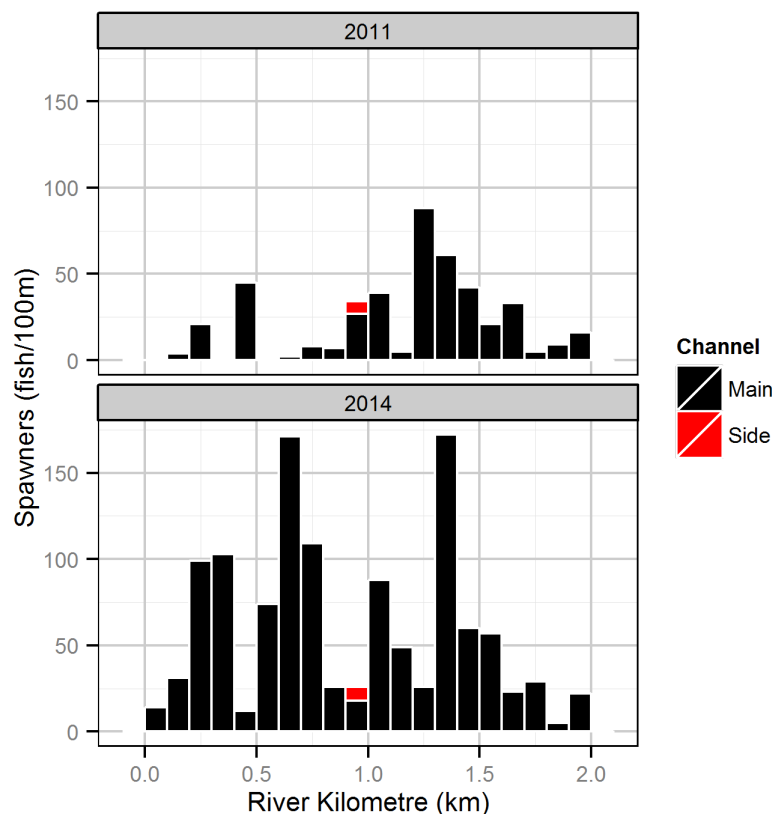 2011
150
100
50
0
2014
150
100
50
0
0.0 0.5 1.0 1.5 2.0
River Kilometre (km)
Spawners (fish/100m)
Channel
Main
Side